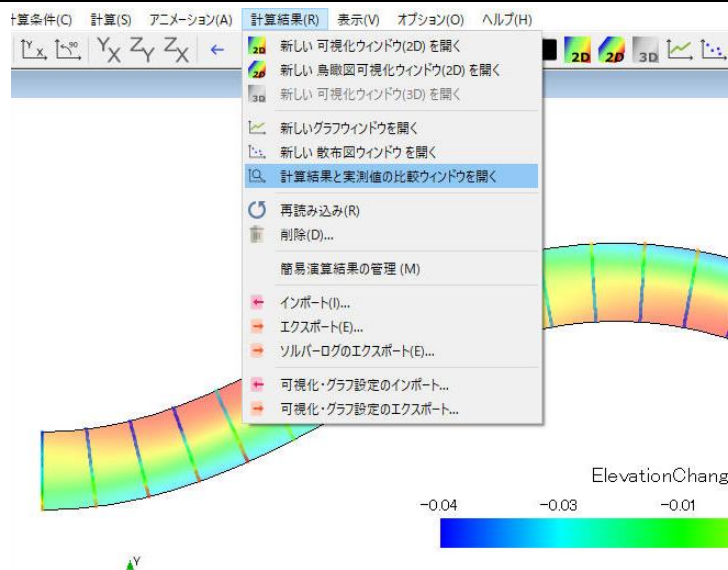 計算条件(C) 計算(S) アニメーション(A) 計算結果(R) 表示(V) オプション(O) ヘルプ(H)
新しい 可視化ウィンドウ(2D) を開く
新しい 鳥瞰図可視化ウィンドウ(2D) を開く
新しい 可視化ウィンドウ(3D) を開く
新しいグラフウィンドウを開く
新しい 散布図ウィンドウ を開く
計算結果と実測値の比較ウィンドウを開く
再読み込み(R)
削除(D)...
簡易演算結果の管理 (M)
インポート(I)...
エクスポート(E)...
ソルバーログのエクスポート(E)...
可視化・グラフ設定のインポート...
可視化・グラフ設定のエクスポート...
ElevationChang
-0.04 -0.03 -0.01
Y